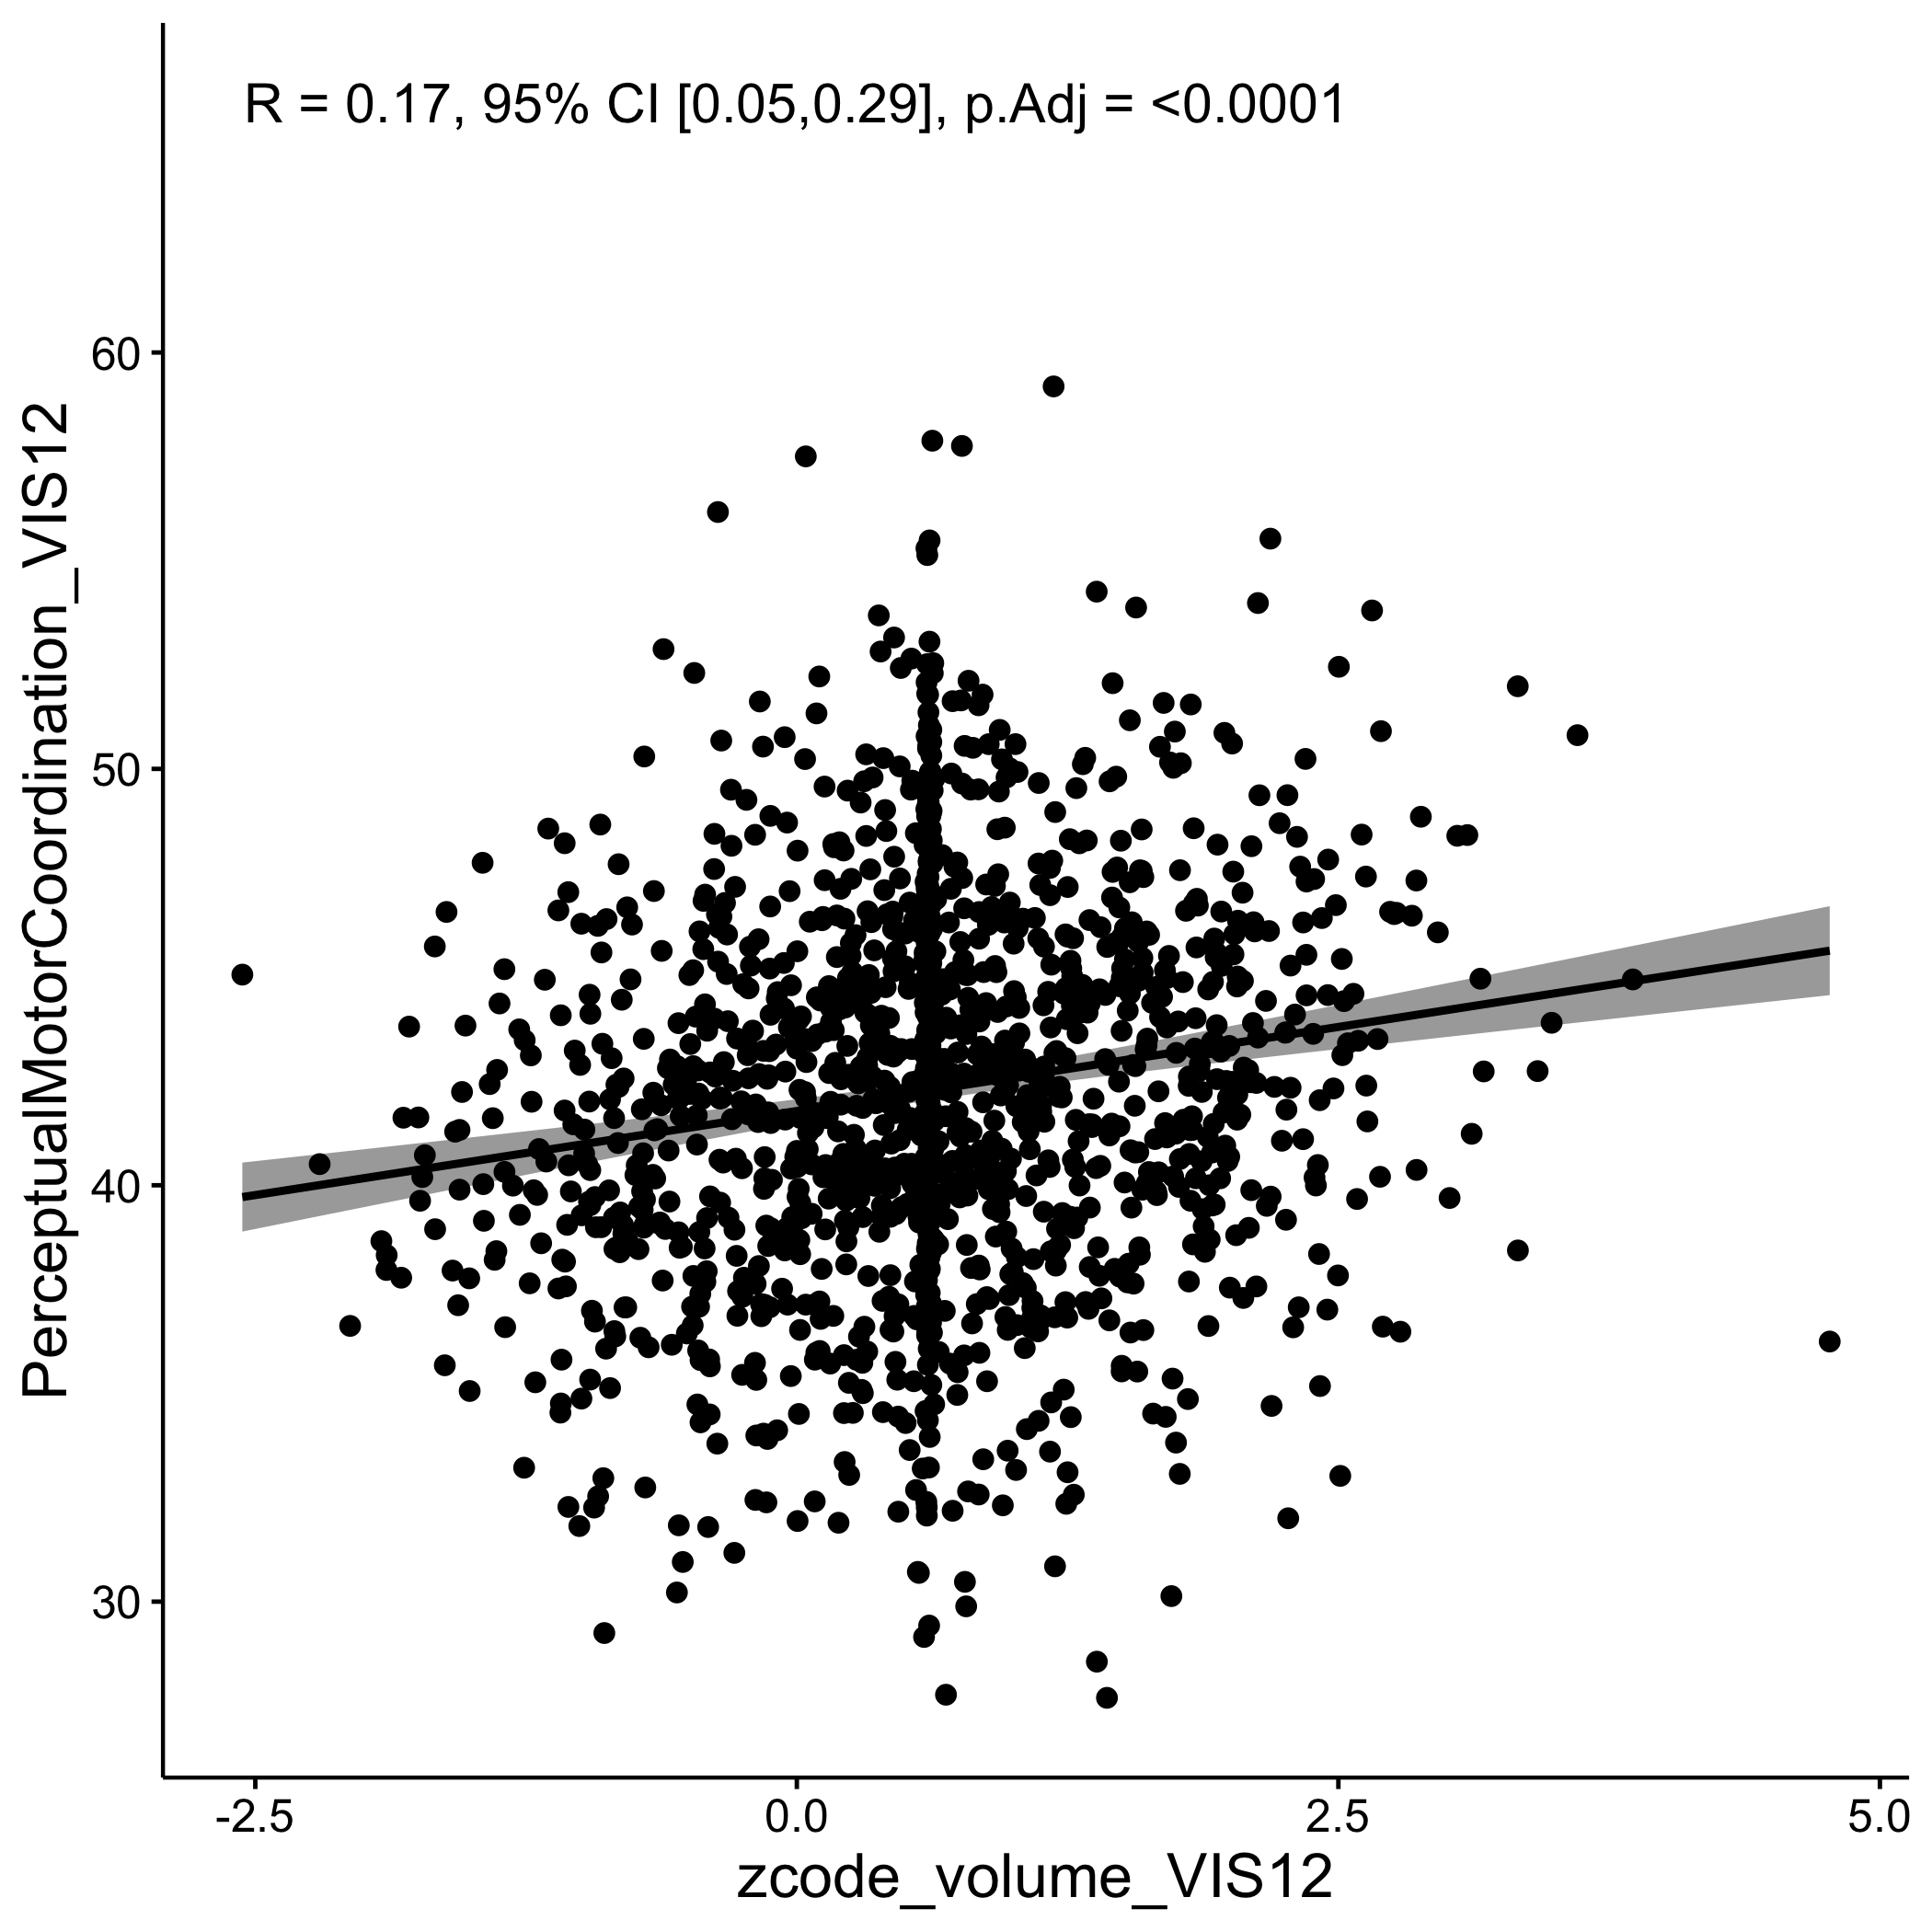 R = 0.17, 95% CI [0.05,0.29], p.Adj = <0.0001
PerceptualMotorCoordination_VIS12
60
50
40
30
-2.5
0.0
2.5
5.0
zcode_volume_VIS12